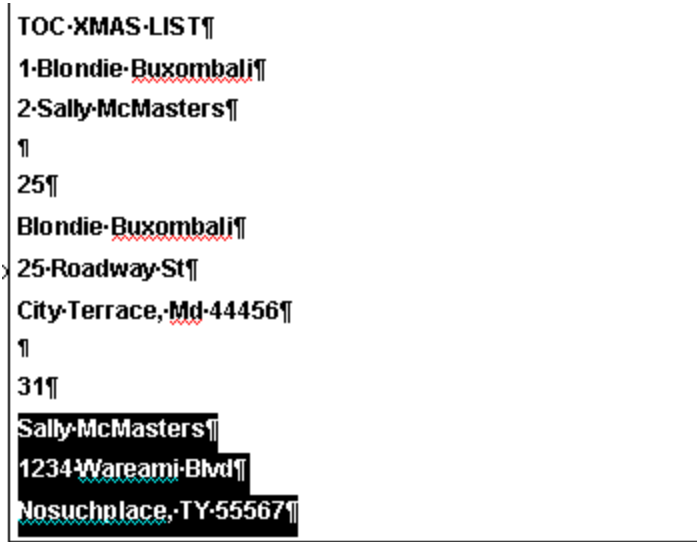 TOC XMAS LIST¶
1 Blondie Buxombali¶
2 Sally McMasters¶
¶
25¶
Blondie Buxombali¶
25 Roadway St¶
City Terrace, Md 44456¶
¶
31¶
Sally McMasters¶
1234 Wareami Blvd¶
Nosuchplace, TY 55567¶